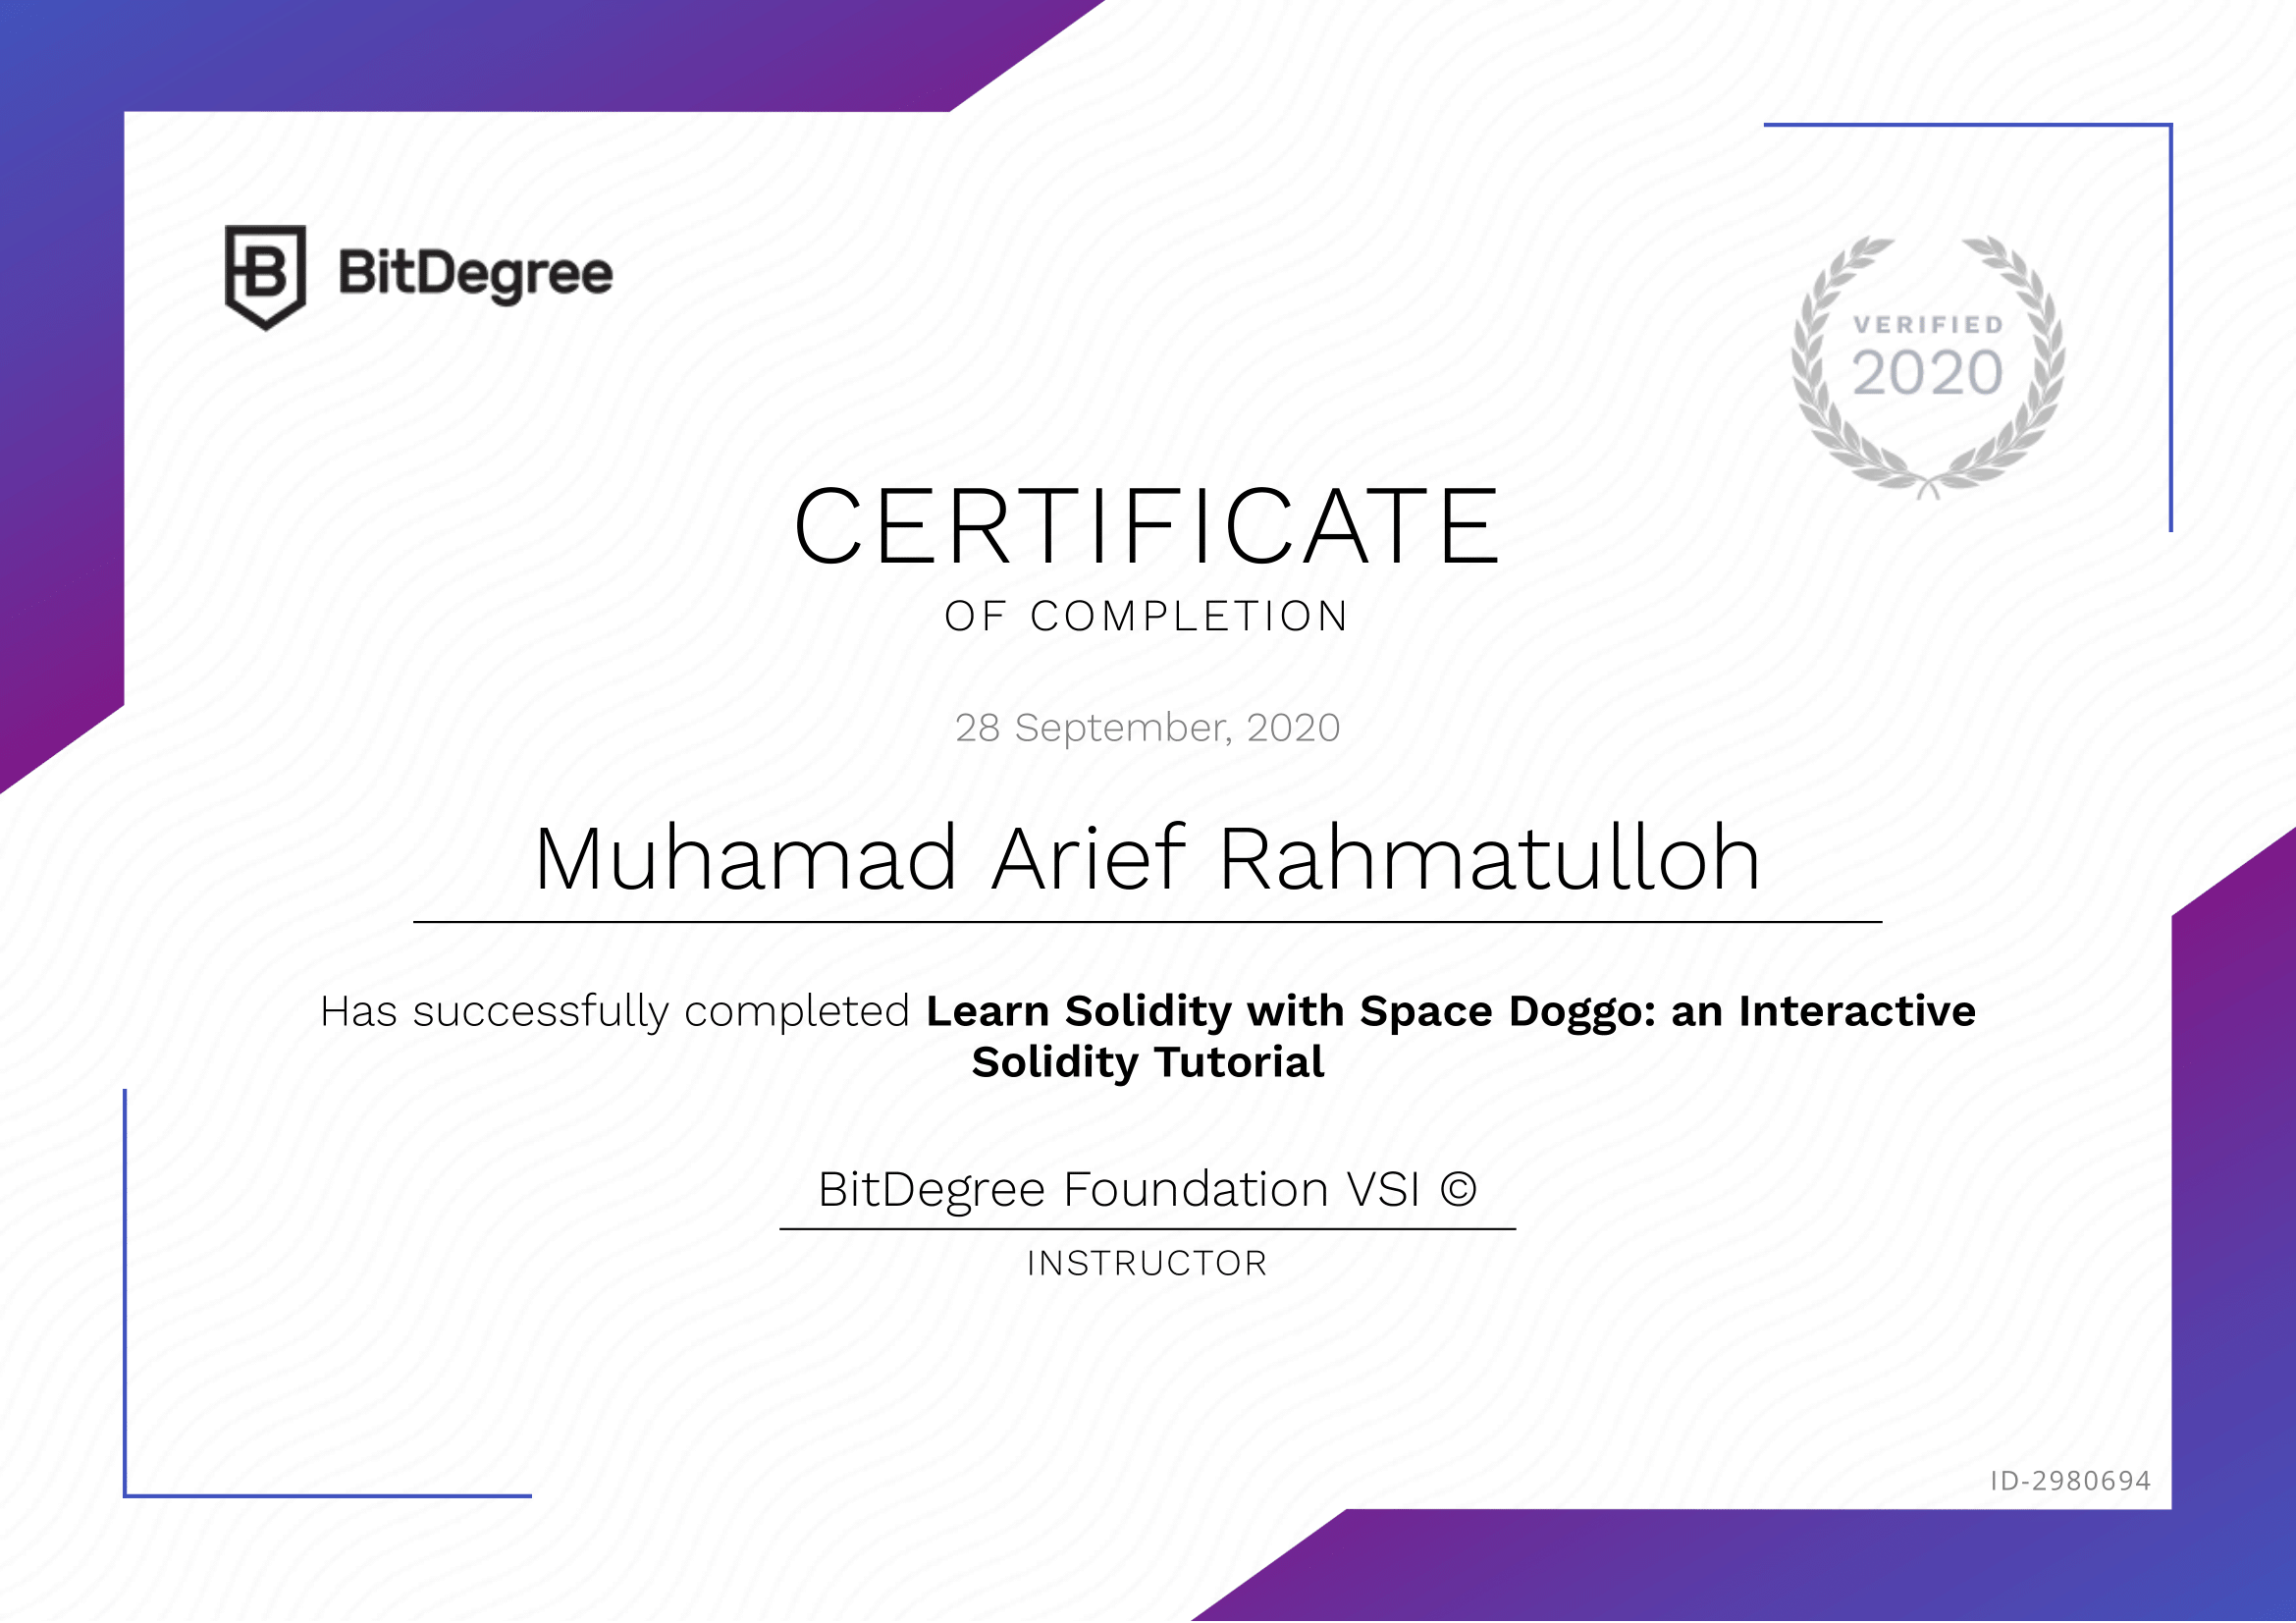 BitDegree
VERIFIED
2020
CERTIFICATE
OF COMPLETION
28 September, 2020
Muhamad Arief Rahmatulloh
Has successfully completed Learn Solidity with Space Doggo: an Interactive
Solidity Tutorial
BitDegree Foundation VSI ©
INSTRUCTOR
ID-2980694